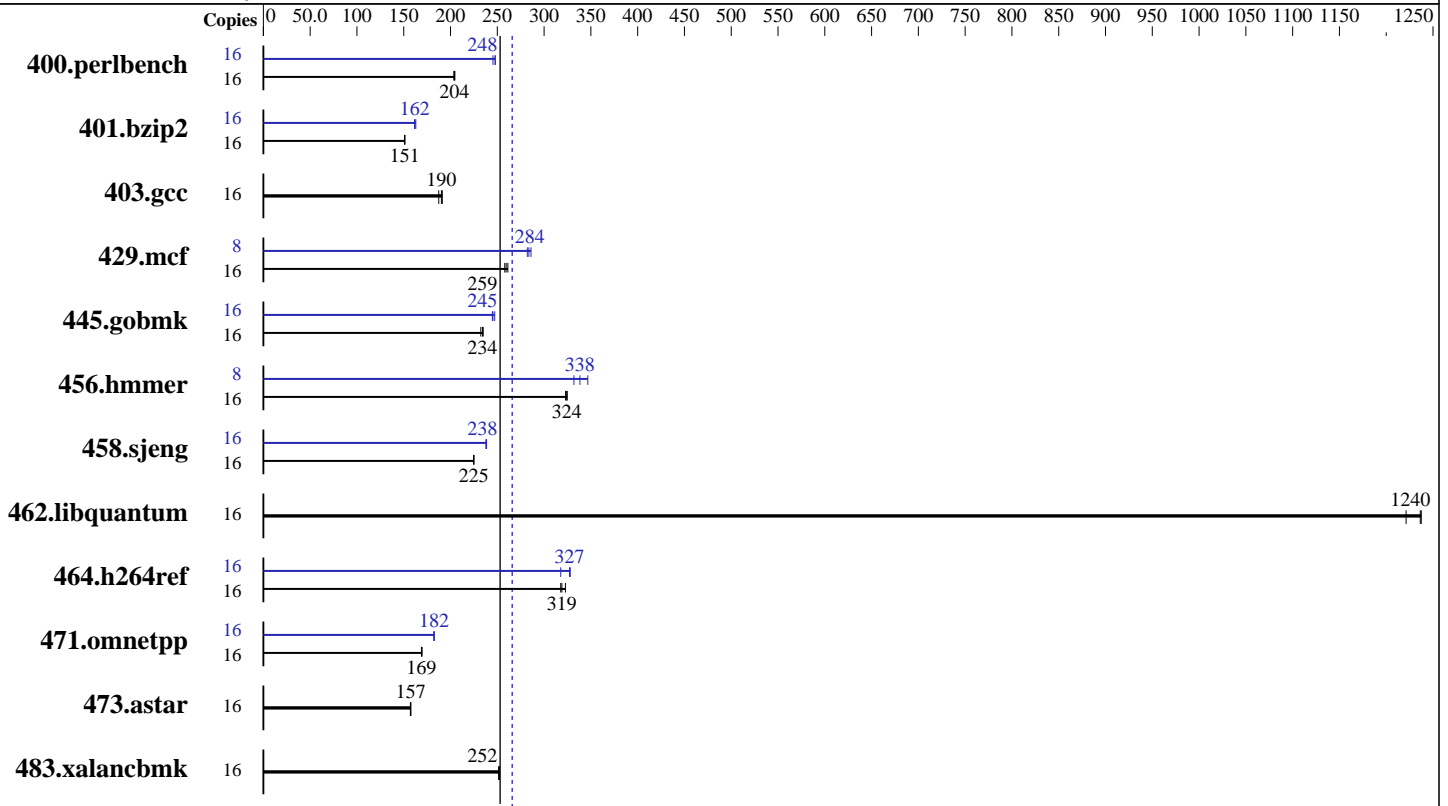 Copies 0 50.0 100 150 200 250 300 350 400 450 500 550 600 650 700 750 800 850 900 950 1000 1050 1100 1150 1250
400.perlbench 16 248
16 204
401.bzip2 16 162
16 151
403.gcc 16 190
429.mcf 8 284
16 259
445.gobmk 16 245
16 234
456.hmmer 8 338
16 324
458.sjeng 16 238
16 225
462.libquantum 16 1240
464.h264ref 16 327
16 319
471.omnetpp 16 182
16 169
473.astar 16 157
483.xalancbmk 16 252